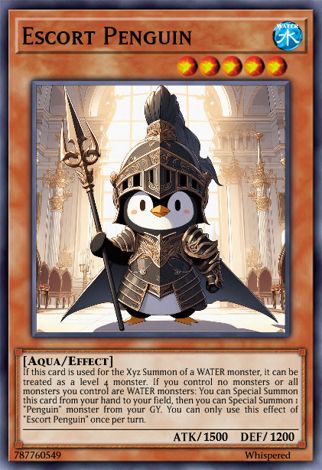 Escort Penguin
WATER
水
[Aqua/Effect]
If this card is used for the Xyz Summon of a WATER monster, it can be
treated as a level 4 monster. If you control no monsters or all
monsters you control are WATER monsters: You can Special Summon
this card from your hand to your field, then you can Special Summon 1
"Penguin" monster from your GY. You can only use this effect of
"Escort Penguin" once per turn.
ATK/1500 DEF/1200
787760549 Whispered